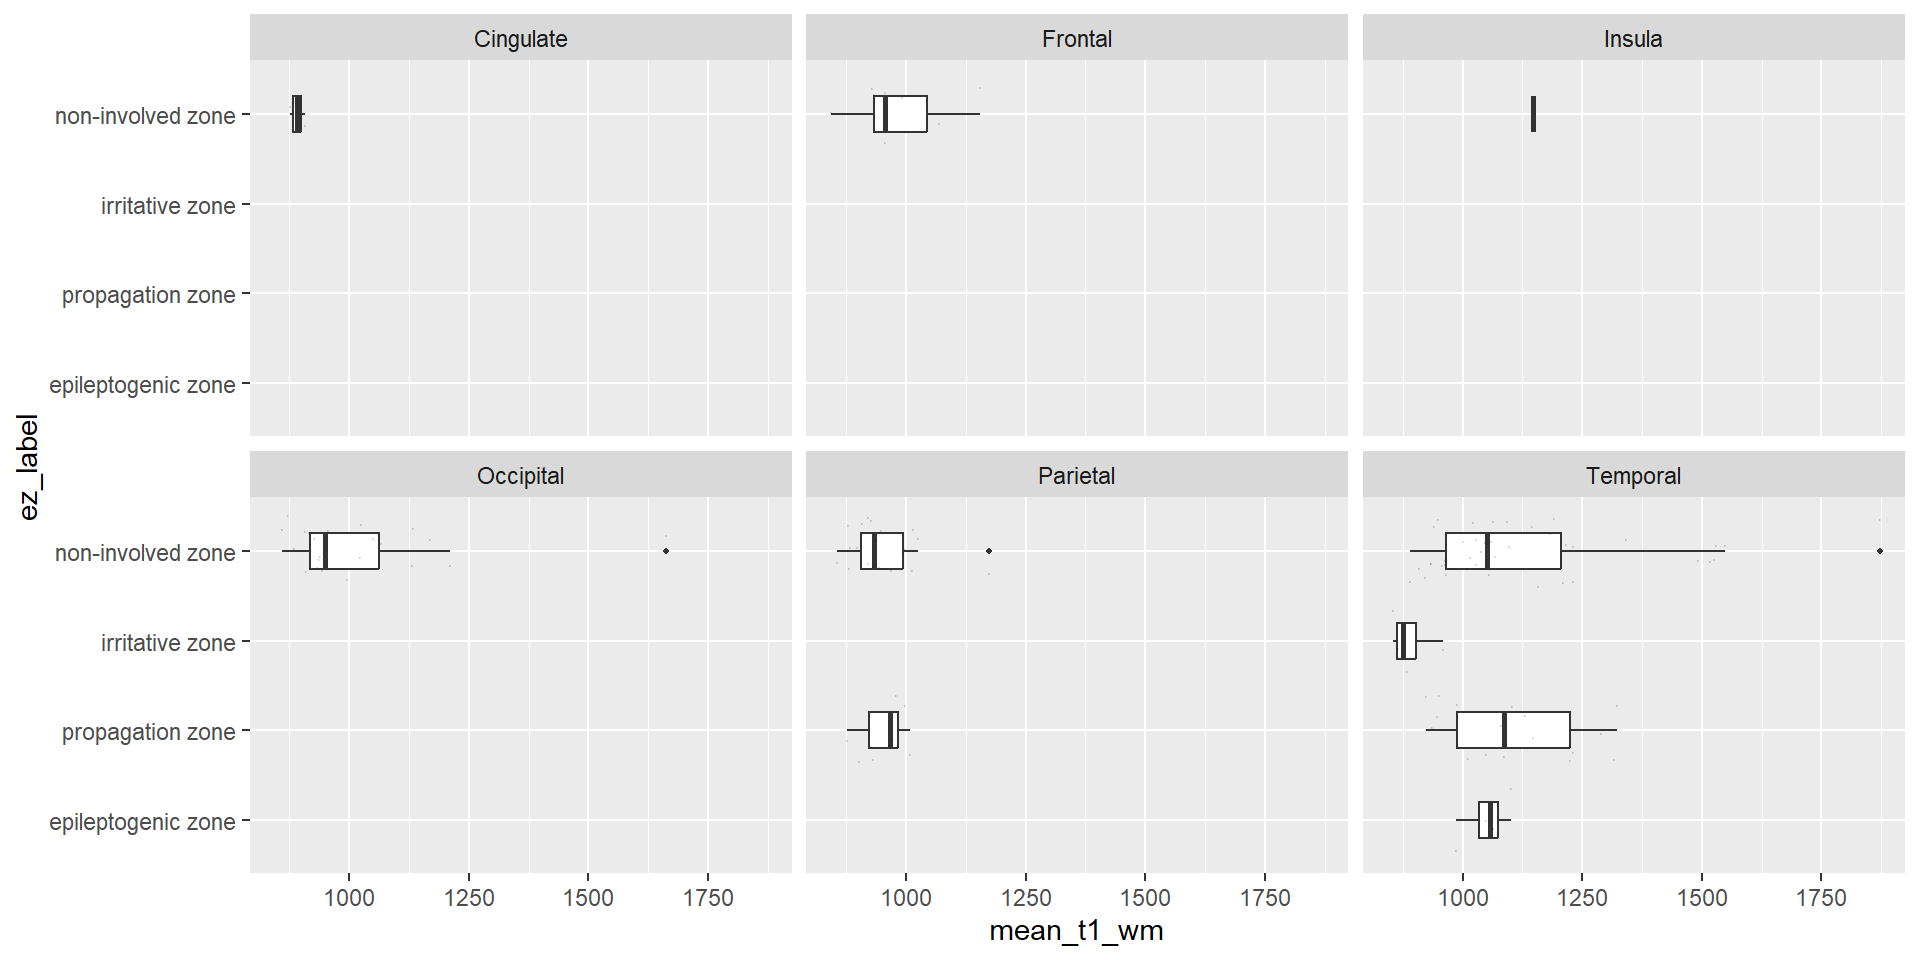 Cingulate
Frontal
Insula
non-involved zone
irritative zone
propagation zone
epileptogenic zone
ez_label
Occipital
Parietal
Temporal
non-involved zone
irritative zone
propagation zone
epileptogenic zone
1000 1250 1500 1750
1000 1250 1500 1750
1000 1250 1500 1750
mean_t1_wm